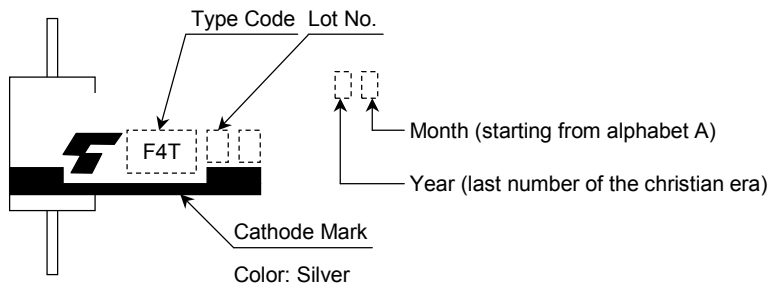 Type Code Lot No.
F4T
Month (starting from alphabet A)
Year (last number of the christian era)
Cathode Mark
Color: Silver